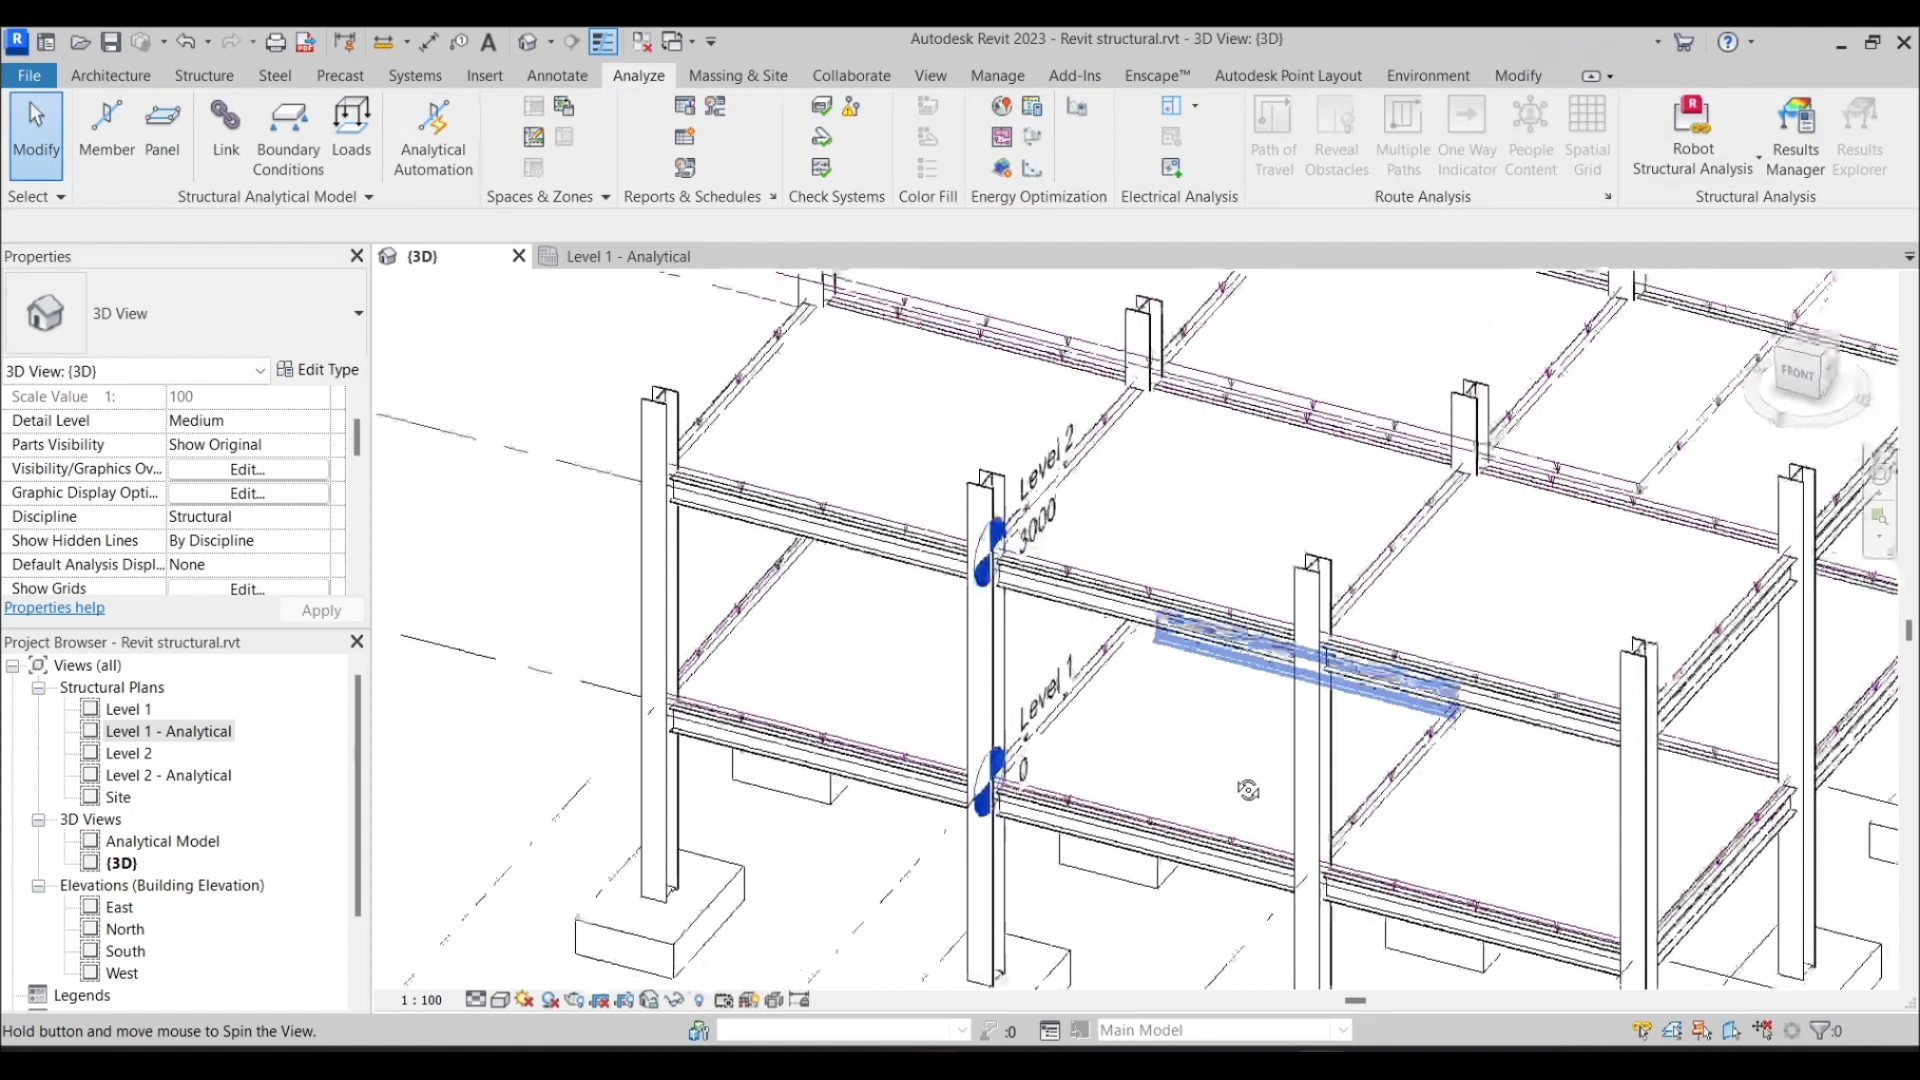 Autodesk Revit 2023 - Revit structural.rvt - 3D View: {3D}
File Architecture Structure Steel Precast Systems Insert Annotate Analyze Massing & Site Collaborate View Manage Add-Ins Enscape™ Autodesk Point Layout Environment Modify
Modify Member Panel Link Boundary Conditions Loads Analytical Automation
Path of Travel Reveal Obstacles Multiple Paths One Way Indicator People Content Spatial Grid Robot Structural Analysis Results Manager Results Explorer
Select Structural Analytical Model Spaces & Zones Reports & Schedules Check Systems Color Fill Energy Optimization Electrical Analysis Route Analysis Structural Analysis
Properties
{3D} Level 1 - Analytical
3D View
3D View: {3D} Edit Type
Scale Value 1: 100
Detail Level Medium
Parts Visibility Show Original
Visibility/Graphics Ov... Edit...
Graphic Display Opti... Edit...
Discipline Structural
Show Hidden Lines By Discipline
Default Analysis Displ... None
Show Grids Edit...
Properties help Apply
Project Browser - Revit structural.rvt
Views (all)
Structural Plans
Level 1
Level 1 - Analytical
Level 2
Level 2 - Analytical
Site
3D Views
Analytical Model
{3D}
Elevations (Building Elevation)
East
North
South
West
Legends
Level 2
3000
Level 1
0
FRONT
1 : 100
Hold button and move mouse to Spin the View.
:0
Main Model
:0